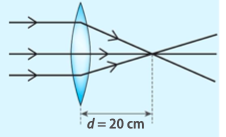 d = 20 cm